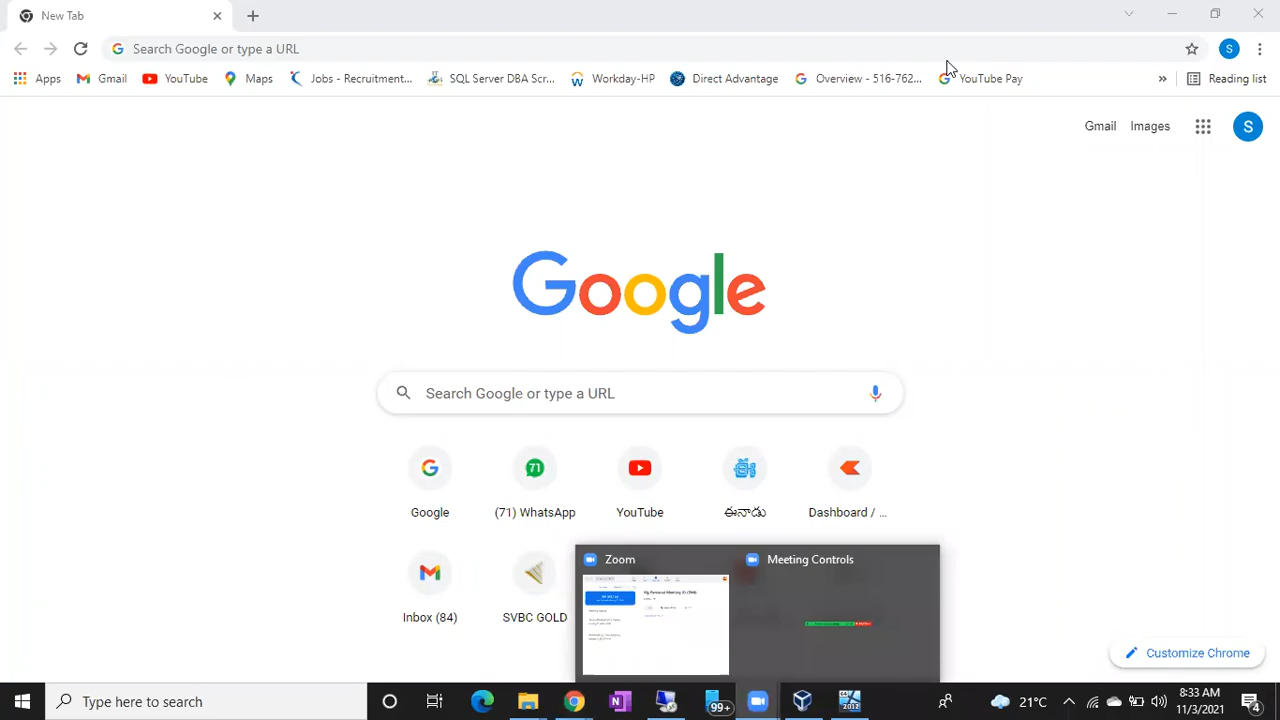 New Tab
Search Google or type a URL
S
Apps Gmail YouTube Maps Jobs - Recruitment... SQL Server DBA Scr... Workday-HP Direct Advantage Overview - 516-762... YouTube Pay » Reading list
Gmail Images S
Google
Search Google or type a URL
71
Google (71) WhatsApp YouTube ఈనాడు Dashboard / ...
Zoom Meeting Controls
Inbox (84) SVBC GOLD
Customize Chrome
Type here to search 99+ 2012 21°C 8:33 AM
11/3/2021 4